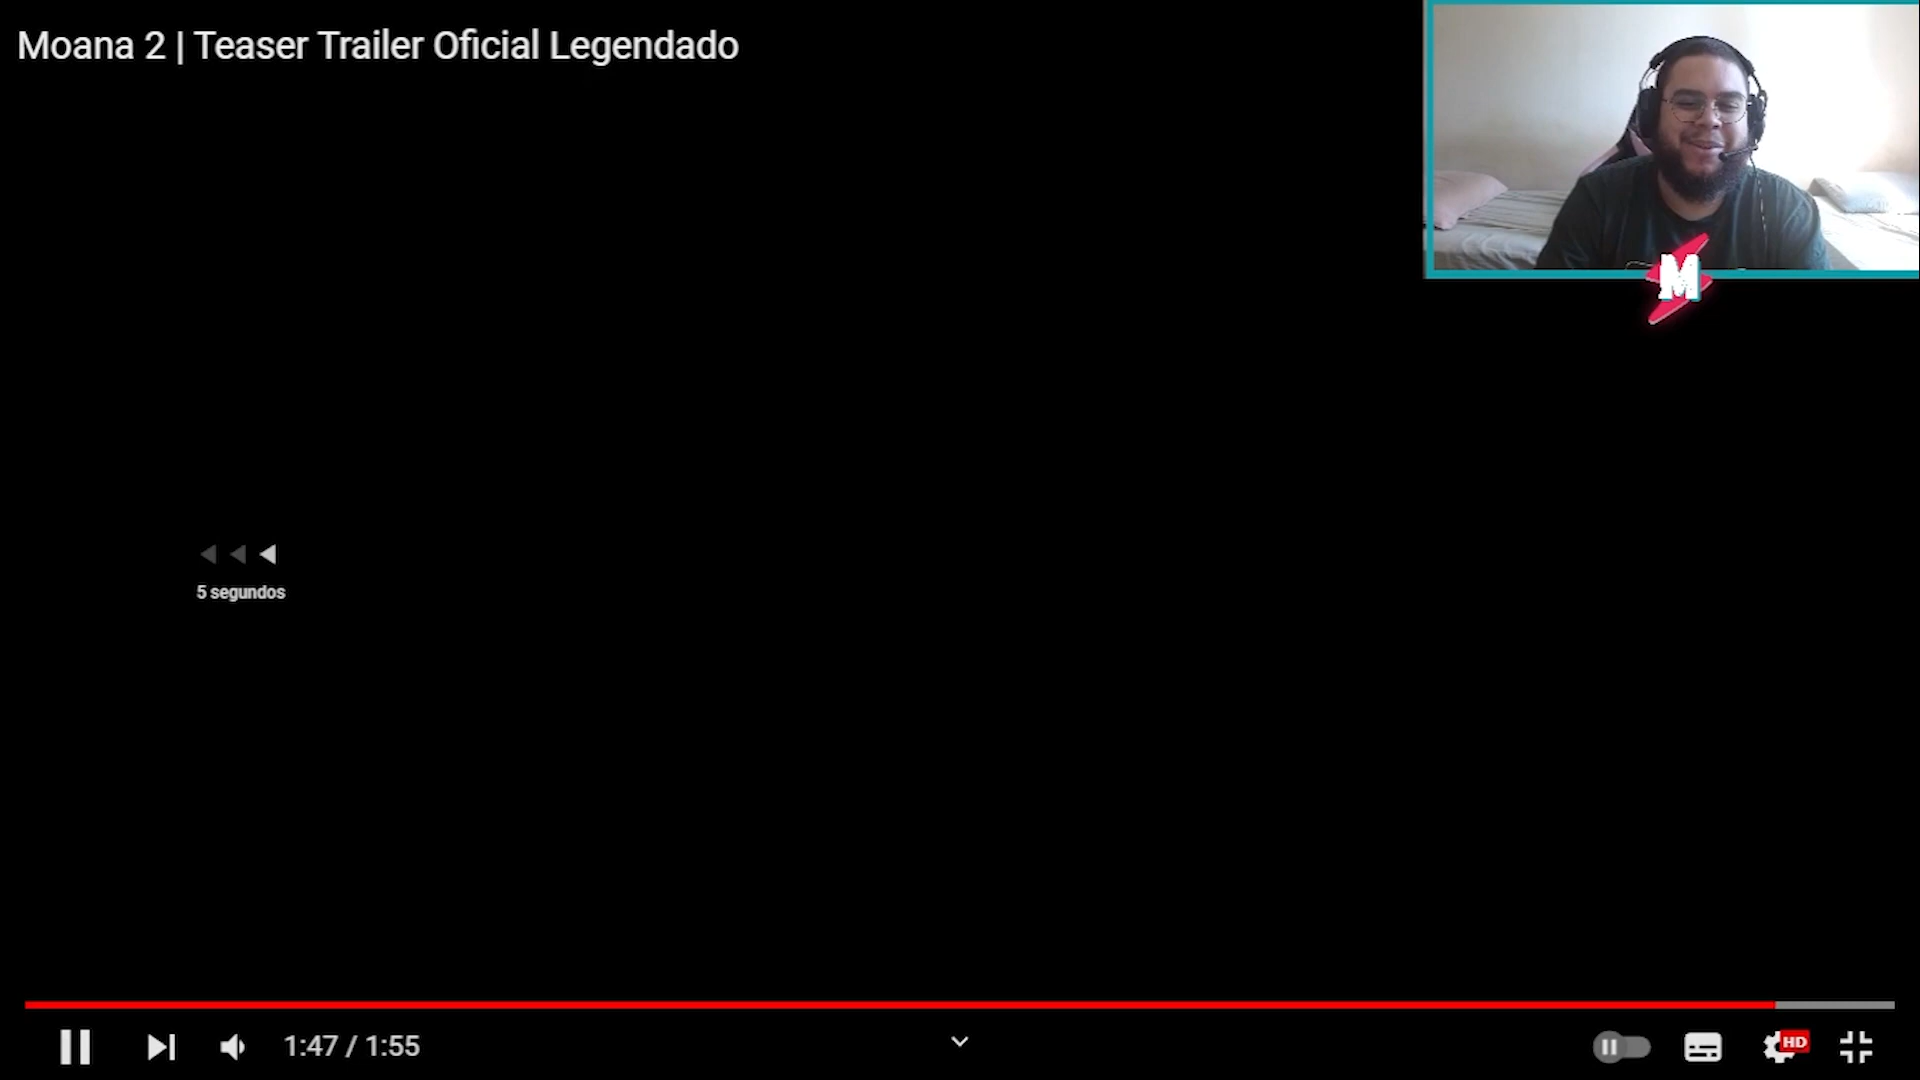 Moana 2 | Teaser Trailer Oficial Legendado
M
5 segundos
1:47 / 1:55
HD